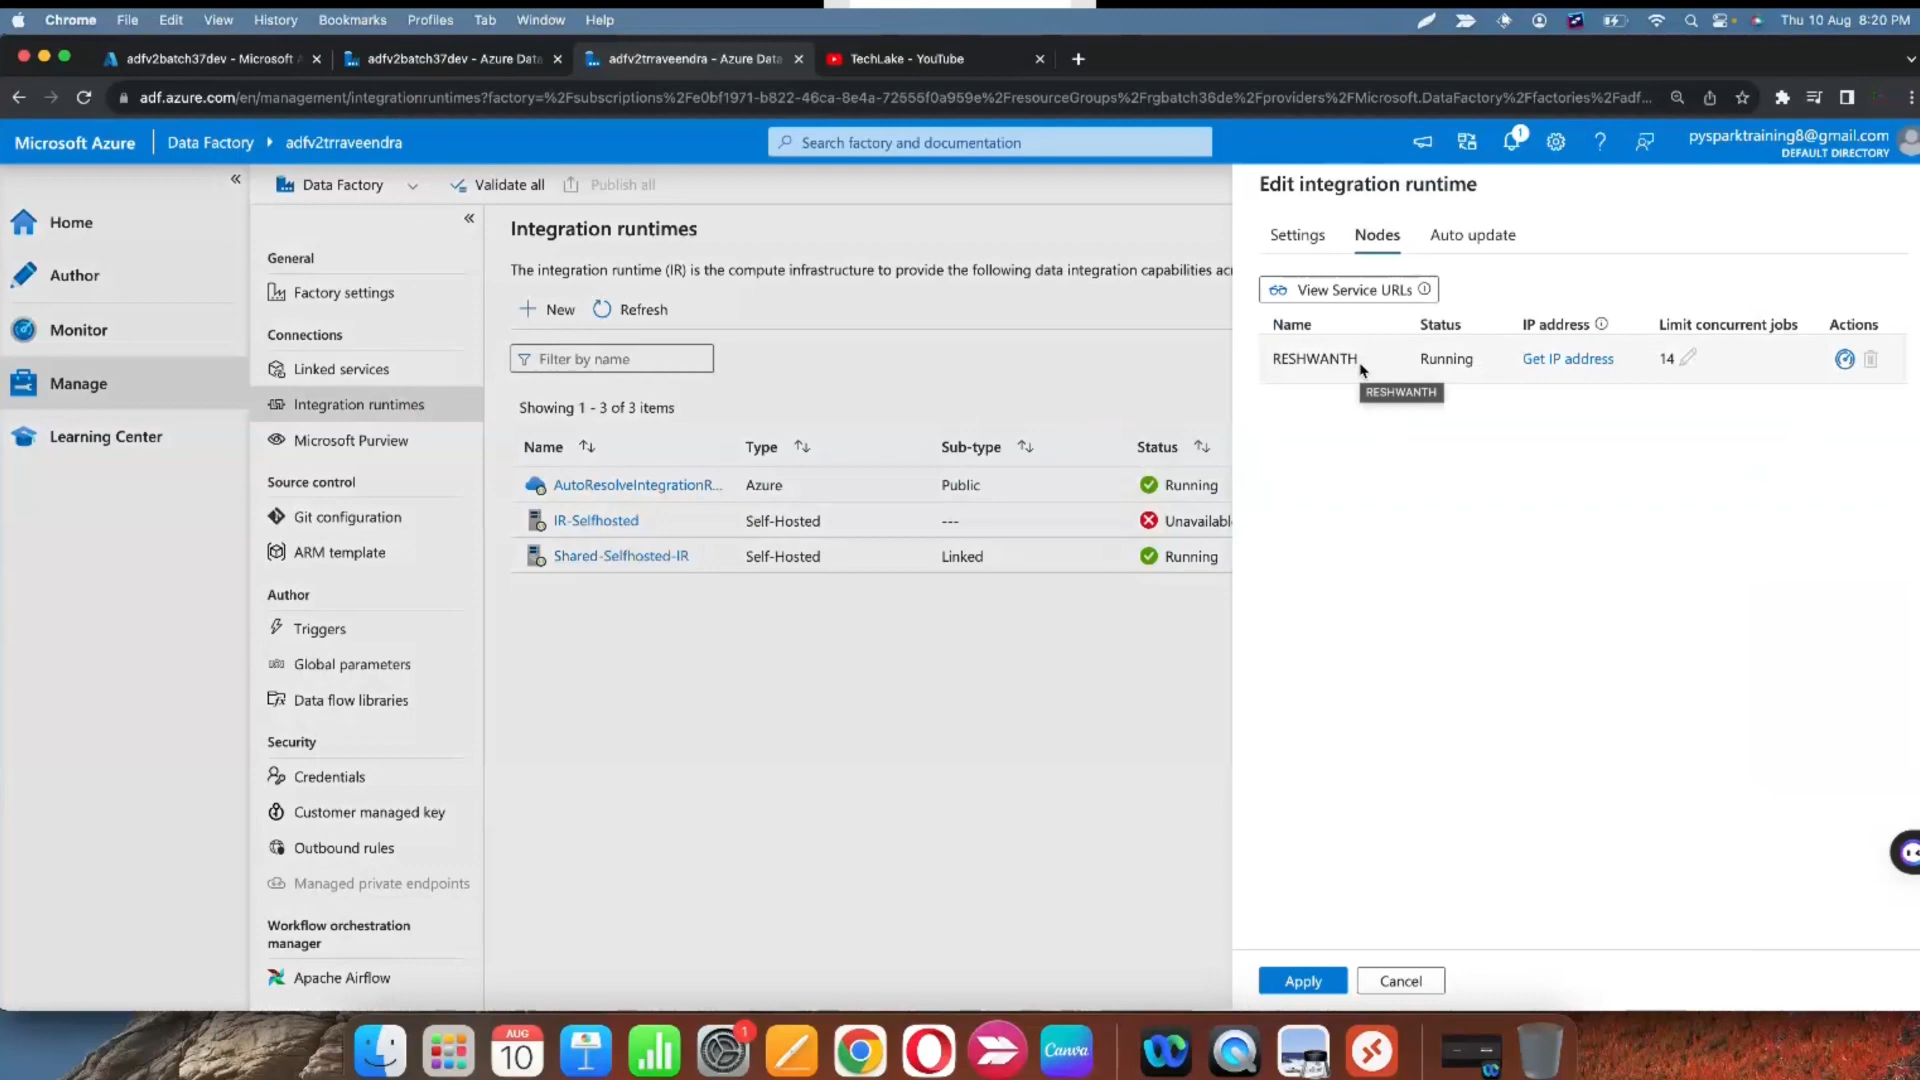 Chrome File Edit View History Bookmarks Profiles Tab Window Help Thu 10 Aug 8:20 PM
adfv2batch37dev - Microsoft adfv2batch37dev - Azure Data adfv2trraveendra - Azure Data TechLake - YouTube
adf.azure.com/en/management/integrationruntimes?factory=%2Fsubscriptions%2Fe0bf1971-b822-46ca-8e4a-72555f0a959e%2FresourceGroups%2Frgbatch36de%2Fproviders%2FMicrosoft.DataFactory%2Ffactories%2Fadf...
Microsoft Azure Data Factory adfv2trraveendra Search factory and documentation 1 pysparktraining8@gmail.com
DEFAULT DIRECTORY
Home
Author
Monitor
Manage
Learning Center
Data Factory Validate all Publish all
General
Factory settings
Connections
Linked services
Integration runtimes
Microsoft Purview
Source control
Git configuration
ARM template
Author
Triggers
Global parameters
Data flow libraries
Security
Credentials
Customer managed key
Outbound rules
Managed private endpoints
Workflow orchestration
manager
Apache Airflow
Integration runtimes
The integration runtime (IR) is the compute infrastructure to provide the following data integration capabilities acr
New Refresh
Filter by name
Showing 1 - 3 of 3 items
Name Type Sub-type Status
AutoResolveIntegrationR... Azure Public Running
IR-Selfhosted Self-Hosted --- Unavailabl
Shared-Selfhosted-IR Self-Hosted Linked Running
Edit integration runtime
Settings Nodes Auto update
View Service URLs
Name Status IP address Limit concurrent jobs Actions
RESHWANTH Running Get IP address 14
RESHWANTH
Apply Cancel
AUG
10
1
Canva